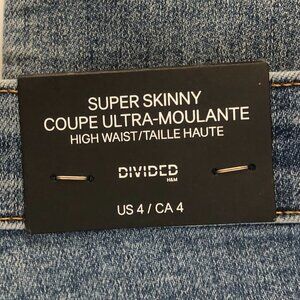 SUPER SKINNY
COUPE ULTRA-MOULANTE
HIGH WAIST/TAILLE HAUTE
DIVIDED
H&M
US 4 / CA 4